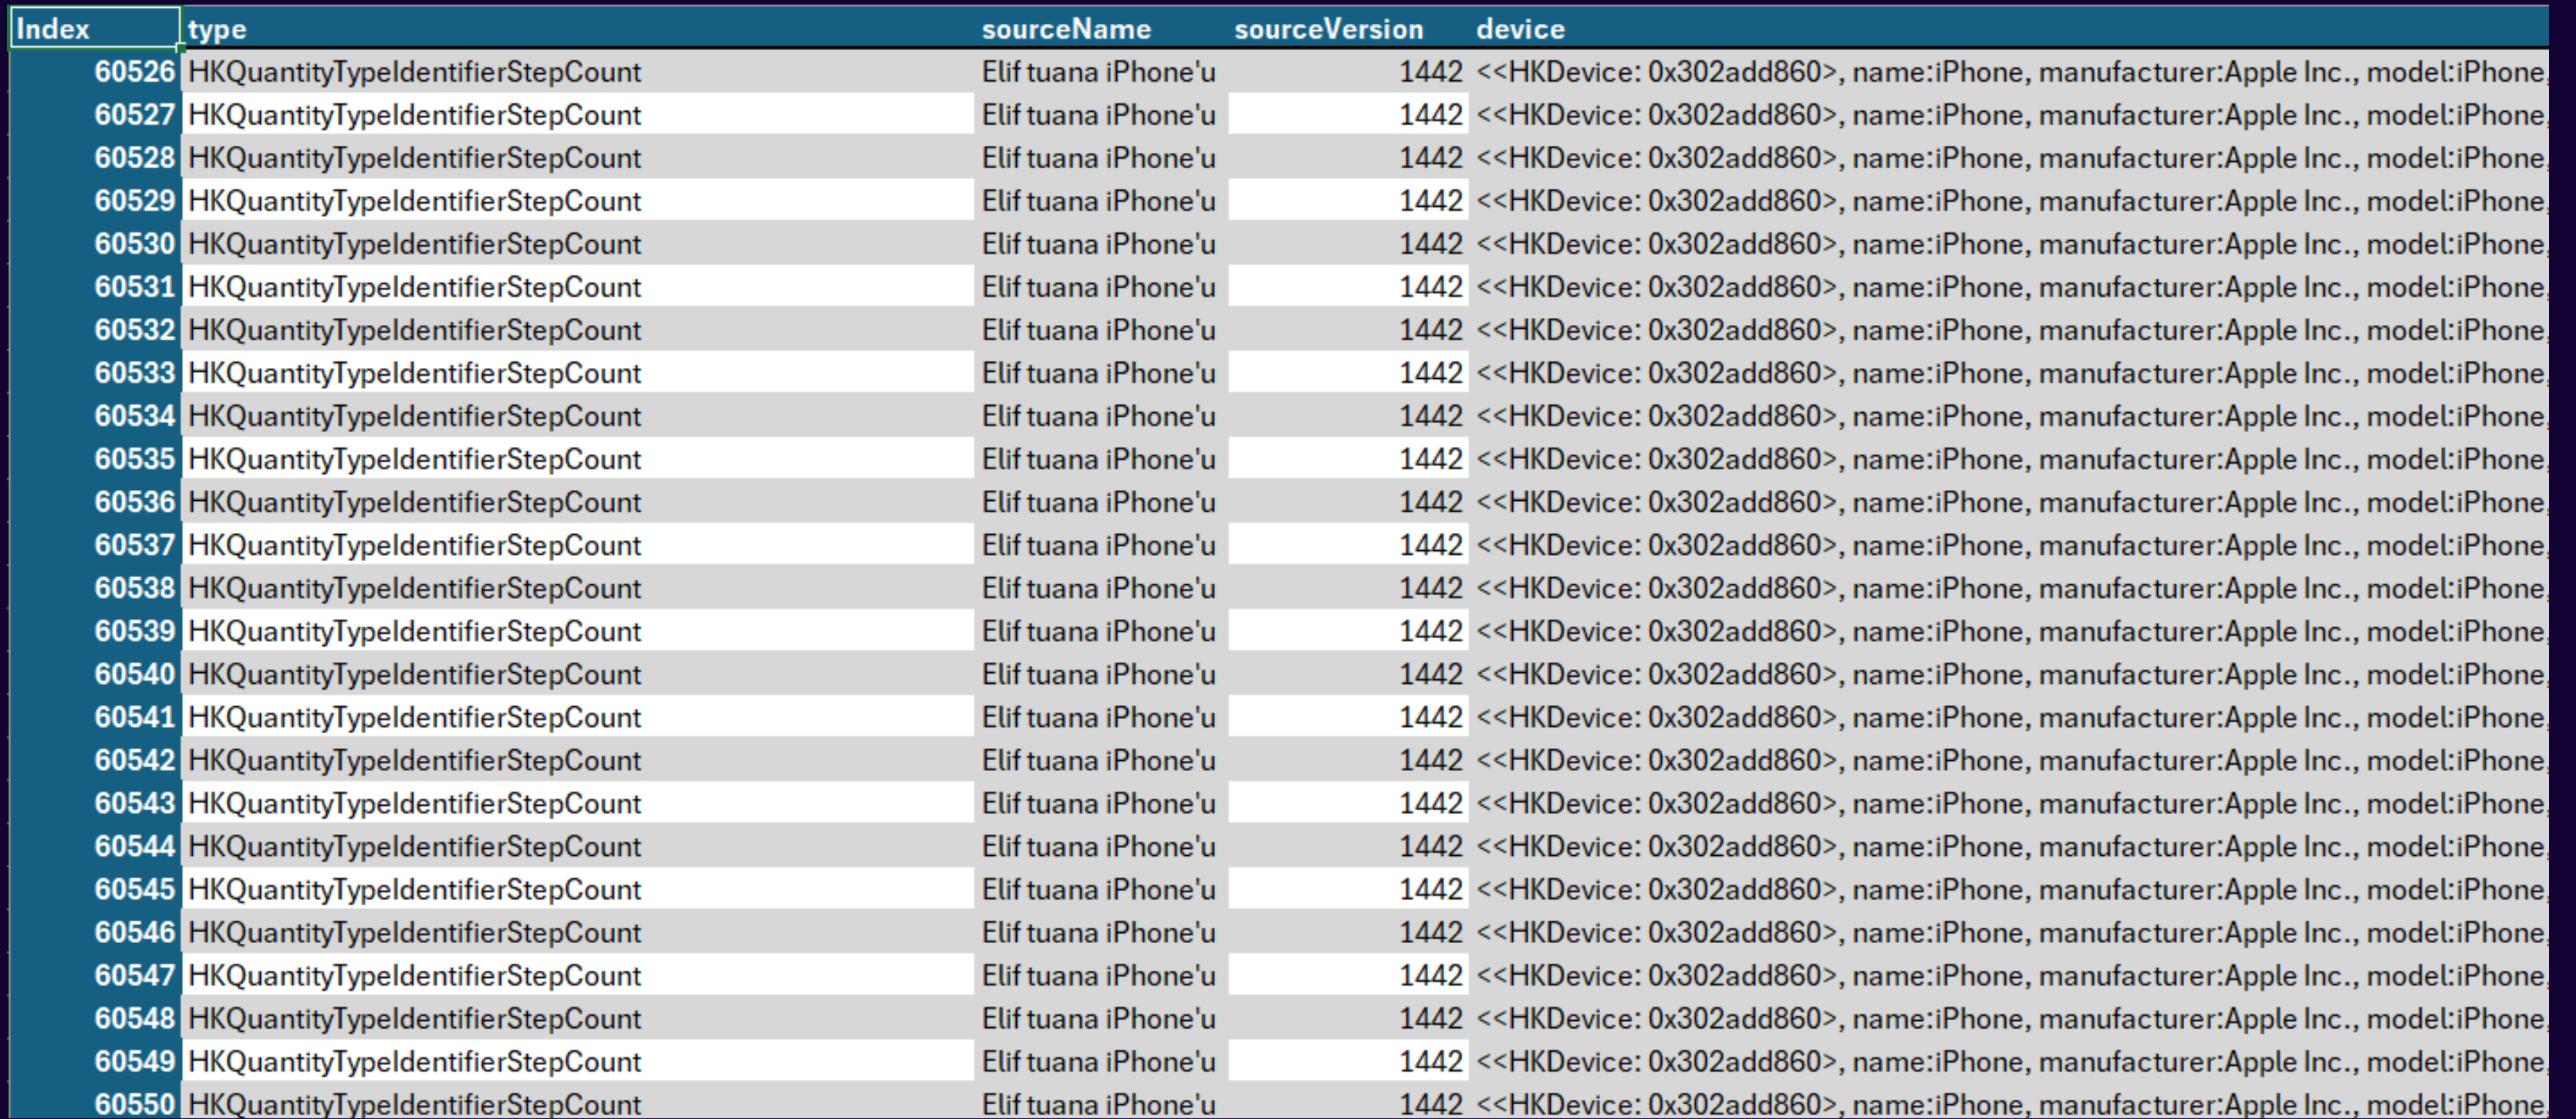 Index type sourceName sourceVersion device
60526 HKQuantityTypeIdentifierStepCount Elif tuana iPhone'u 1442 <<HKDevice: 0x302add860>, name:iPhone, manufacturer:Apple Inc., model:iPhone,
60527 HKQuantityTypeIdentifierStepCount Elif tuana iPhone'u 1442 <<HKDevice: 0x302add860>, name:iPhone, manufacturer:Apple Inc., model:iPhone,
60528 HKQuantityTypeIdentifierStepCount Elif tuana iPhone'u 1442 <<HKDevice: 0x302add860>, name:iPhone, manufacturer:Apple Inc., model:iPhone,
60529 HKQuantityTypeIdentifierStepCount Elif tuana iPhone'u 1442 <<HKDevice: 0x302add860>, name:iPhone, manufacturer:Apple Inc., model:iPhone,
60530 HKQuantityTypeIdentifierStepCount Elif tuana iPhone'u 1442 <<HKDevice: 0x302add860>, name:iPhone, manufacturer:Apple Inc., model:iPhone,
60531 HKQuantityTypeIdentifierStepCount Elif tuana iPhone'u 1442 <<HKDevice: 0x302add860>, name:iPhone, manufacturer:Apple Inc., model:iPhone,
60532 HKQuantityTypeIdentifierStepCount Elif tuana iPhone'u 1442 <<HKDevice: 0x302add860>, name:iPhone, manufacturer:Apple Inc., model:iPhone,
60533 HKQuantityTypeIdentifierStepCount Elif tuana iPhone'u 1442 <<HKDevice: 0x302add860>, name:iPhone, manufacturer:Apple Inc., model:iPhone,
60534 HKQuantityTypeIdentifierStepCount Elif tuana iPhone'u 1442 <<HKDevice: 0x302add860>, name:iPhone, manufacturer:Apple Inc., model:iPhone,
60535 HKQuantityTypeIdentifierStepCount Elif tuana iPhone'u 1442 <<HKDevice: 0x302add860>, name:iPhone, manufacturer:Apple Inc., model:iPhone,
60536 HKQuantityTypeIdentifierStepCount Elif tuana iPhone'u 1442 <<HKDevice: 0x302add860>, name:iPhone, manufacturer:Apple Inc., model:iPhone,
60537 HKQuantityTypeIdentifierStepCount Elif tuana iPhone'u 1442 <<HKDevice: 0x302add860>, name:iPhone, manufacturer:Apple Inc., model:iPhone,
60538 HKQuantityTypeIdentifierStepCount Elif tuana iPhone'u 1442 <<HKDevice: 0x302add860>, name:iPhone, manufacturer:Apple Inc., model:iPhone,
60539 HKQuantityTypeIdentifierStepCount Elif tuana iPhone'u 1442 <<HKDevice: 0x302add860>, name:iPhone, manufacturer:Apple Inc., model:iPhone,
60540 HKQuantityTypeIdentifierStepCount Elif tuana iPhone'u 1442 <<HKDevice: 0x302add860>, name:iPhone, manufacturer:Apple Inc., model:iPhone,
60541 HKQuantityTypeIdentifierStepCount Elif tuana iPhone'u 1442 <<HKDevice: 0x302add860>, name:iPhone, manufacturer:Apple Inc., model:iPhone,
60542 HKQuantityTypeIdentifierStepCount Elif tuana iPhone'u 1442 <<HKDevice: 0x302add860>, name:iPhone, manufacturer:Apple Inc., model:iPhone,
60543 HKQuantityTypeIdentifierStepCount Elif tuana iPhone'u 1442 <<HKDevice: 0x302add860>, name:iPhone, manufacturer:Apple Inc., model:iPhone,
60544 HKQuantityTypeIdentifierStepCount Elif tuana iPhone'u 1442 <<HKDevice: 0x302add860>, name:iPhone, manufacturer:Apple Inc., model:iPhone,
60545 HKQuantityTypeIdentifierStepCount Elif tuana iPhone'u 1442 <<HKDevice: 0x302add860>, name:iPhone, manufacturer:Apple Inc., model:iPhone,
60546 HKQuantityTypeIdentifierStepCount Elif tuana iPhone'u 1442 <<HKDevice: 0x302add860>, name:iPhone, manufacturer:Apple Inc., model:iPhone,
60547 HKQuantityTypeIdentifierStepCount Elif tuana iPhone'u 1442 <<HKDevice: 0x302add860>, name:iPhone, manufacturer:Apple Inc., model:iPhone,
60548 HKQuantityTypeIdentifierStepCount Elif tuana iPhone'u 1442 <<HKDevice: 0x302add860>, name:iPhone, manufacturer:Apple Inc., model:iPhone,
60549 HKQuantityTypeIdentifierStepCount Elif tuana iPhone'u 1442 <<HKDevice: 0x302add860>, name:iPhone, manufacturer:Apple Inc., model:iPhone,
60550 HKQuantityTypeIdentifierStepCount Elif tuana iPhone'u 1442 <<HKDevice: 0x302add860>, name:iPhone, manufacturer:Apple Inc., model:iPhone,